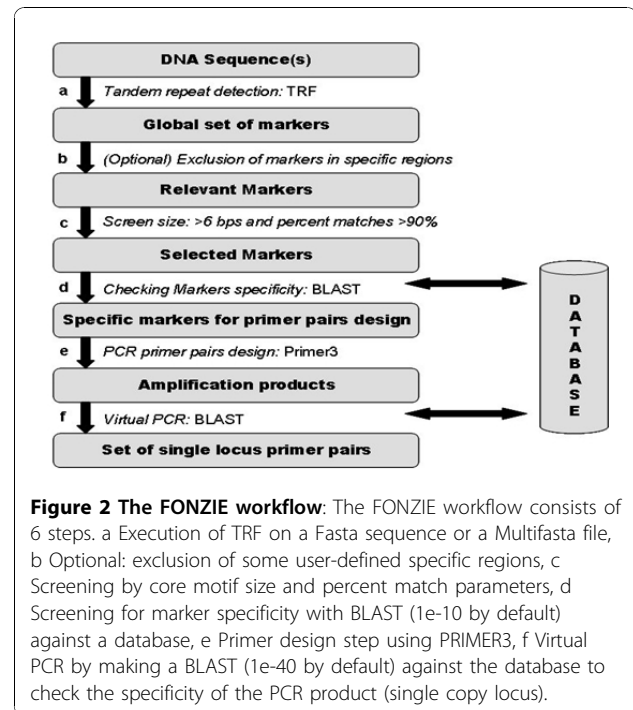 DNA Sequence(s)
a Tandem repeat detection: TRF
Global set of markers
b (Optional) Exclusion of markers in specific regions
Relevant Markers
c Screen size: >6 bps and percent matches >90%
Selected Markers
d Checking Markers specificity: BLAST
Specific markers for primer pairs design
e PCR primer pairs design: Primer3
Amplification products
f Virtual PCR: BLAST
Set of single locus primer pairs
DATABASE
Figure 2 The FONZIE workflow: The FONZIE workflow consists of
6 steps. a Execution of TRF on a Fasta sequence or a Multifasta file,
b Optional: exclusion of some user-defined specific regions, c
Screening by core motif size and percent match parameters, d
Screening for marker specificity with BLAST (1e-10 by default)
against a database, e Primer design step using PRIMER3, f Virtual
PCR by making a BLAST (1e-40 by default) against the database to
check the specificity of the PCR product (single copy locus).